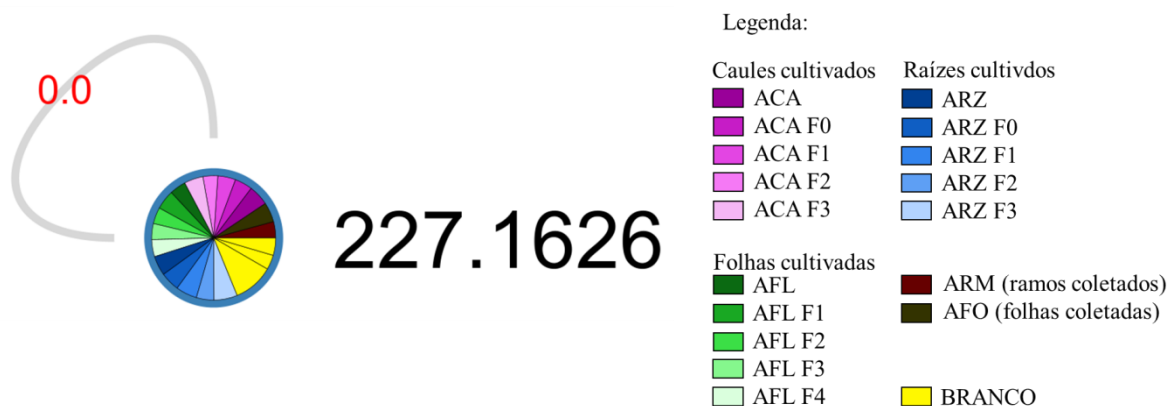 Legenda:
0.0
227.1626
Caules cultivados
ACA
ACA F0
ACA F1
ACA F2
ACA F3
Raízes cultivdos
ARZ
ARZ F0
ARZ F1
ARZ F2
ARZ F3
Folhas cultivadas
AFL
AFL F1
AFL F2
AFL F3
AFL F4
ARM (ramos coletados)
AFO (folhas coletadas)
BRANCO